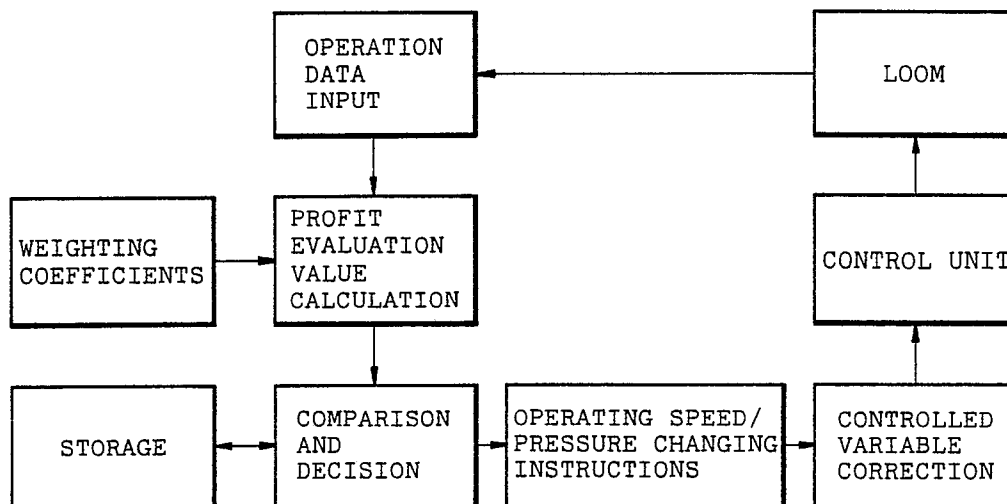 OPERATION
DATA
INPUT
LOOM
WEIGHTING
COEFFICIENTS
PROFIT
EVALUATION
VALUE
CALCULATION
CONTROL UNIT
STORAGE
COMPARISON
AND
DECISION
OPERATING SPEED/
PRESSURE CHANGING
INSTRUCTIONS
CONTROLLED
VARIABLE
CORRECTION